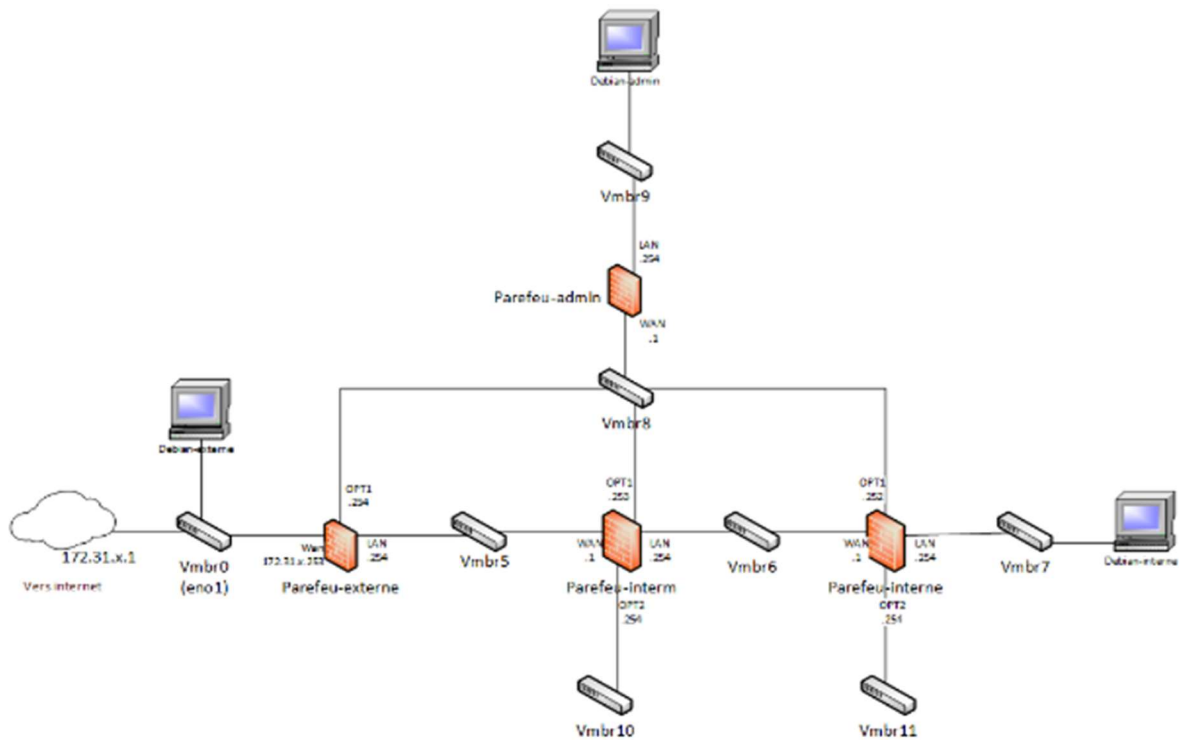 Debian-admin
Vmbr9
LAN
.254
Parefeu-admin
WAN
.1
Vmbr8
Debian-externe
OPT1
.254
OPT1
.253
OPT1
.252
172.31.x.1
Vers internet
Vmbr0
(eno1)
Wan
172.31.x.253
LAN
.254
Parefeu-externe
Vmbr5
WAN
.1
LAN
.254
Parefeu-interm
OPT2
.254
Vmbr6
WAN
.1
LAN
.254
Parefeu-interne
OPT2
.254
Vmbr7
Debian-interne
Vmbr10
Vmbr11